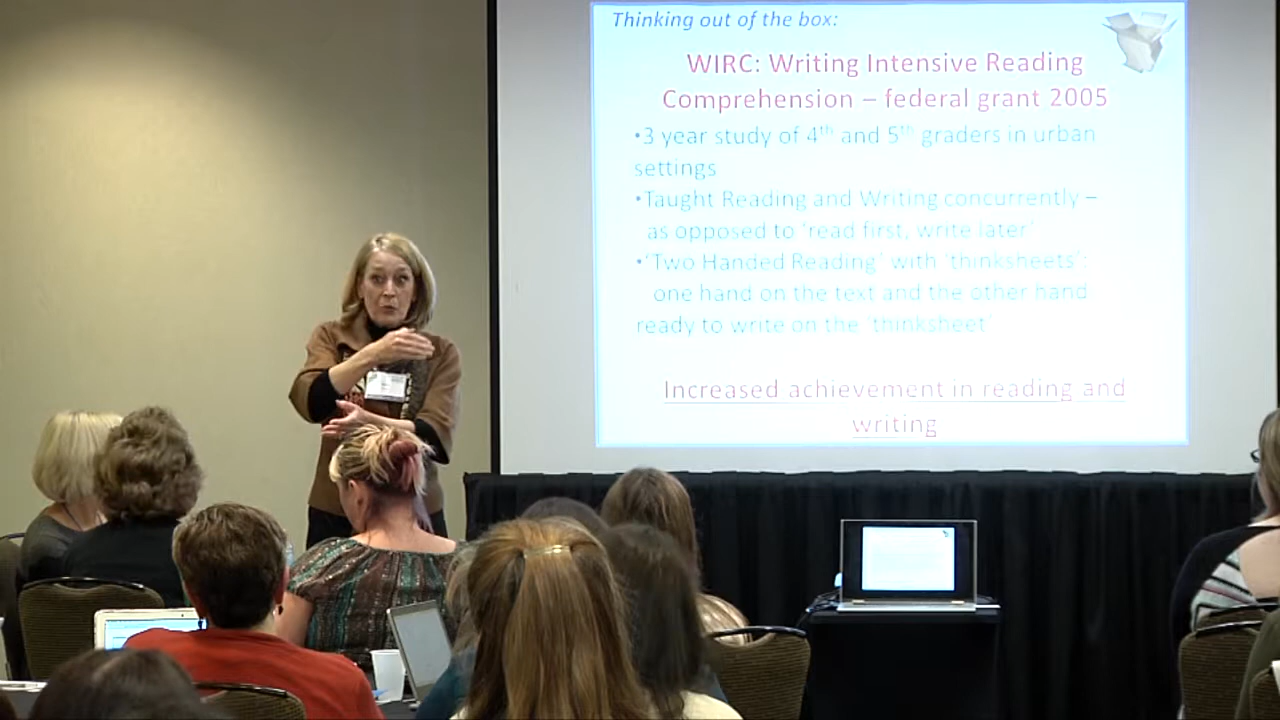 Thinking out of the box:
WIRC: Writing Intensive Reading
Comprehension – federal grant 2005
•3 year study of 4th and 5th graders in urban
settings
•Taught Reading and Writing concurrently –
as opposed to 'read first, write later'
•'Two Handed Reading' with 'thinksheets':
one hand on the text and the other hand
ready to write on the 'thinksheet'
Increased achievement in reading and
writing